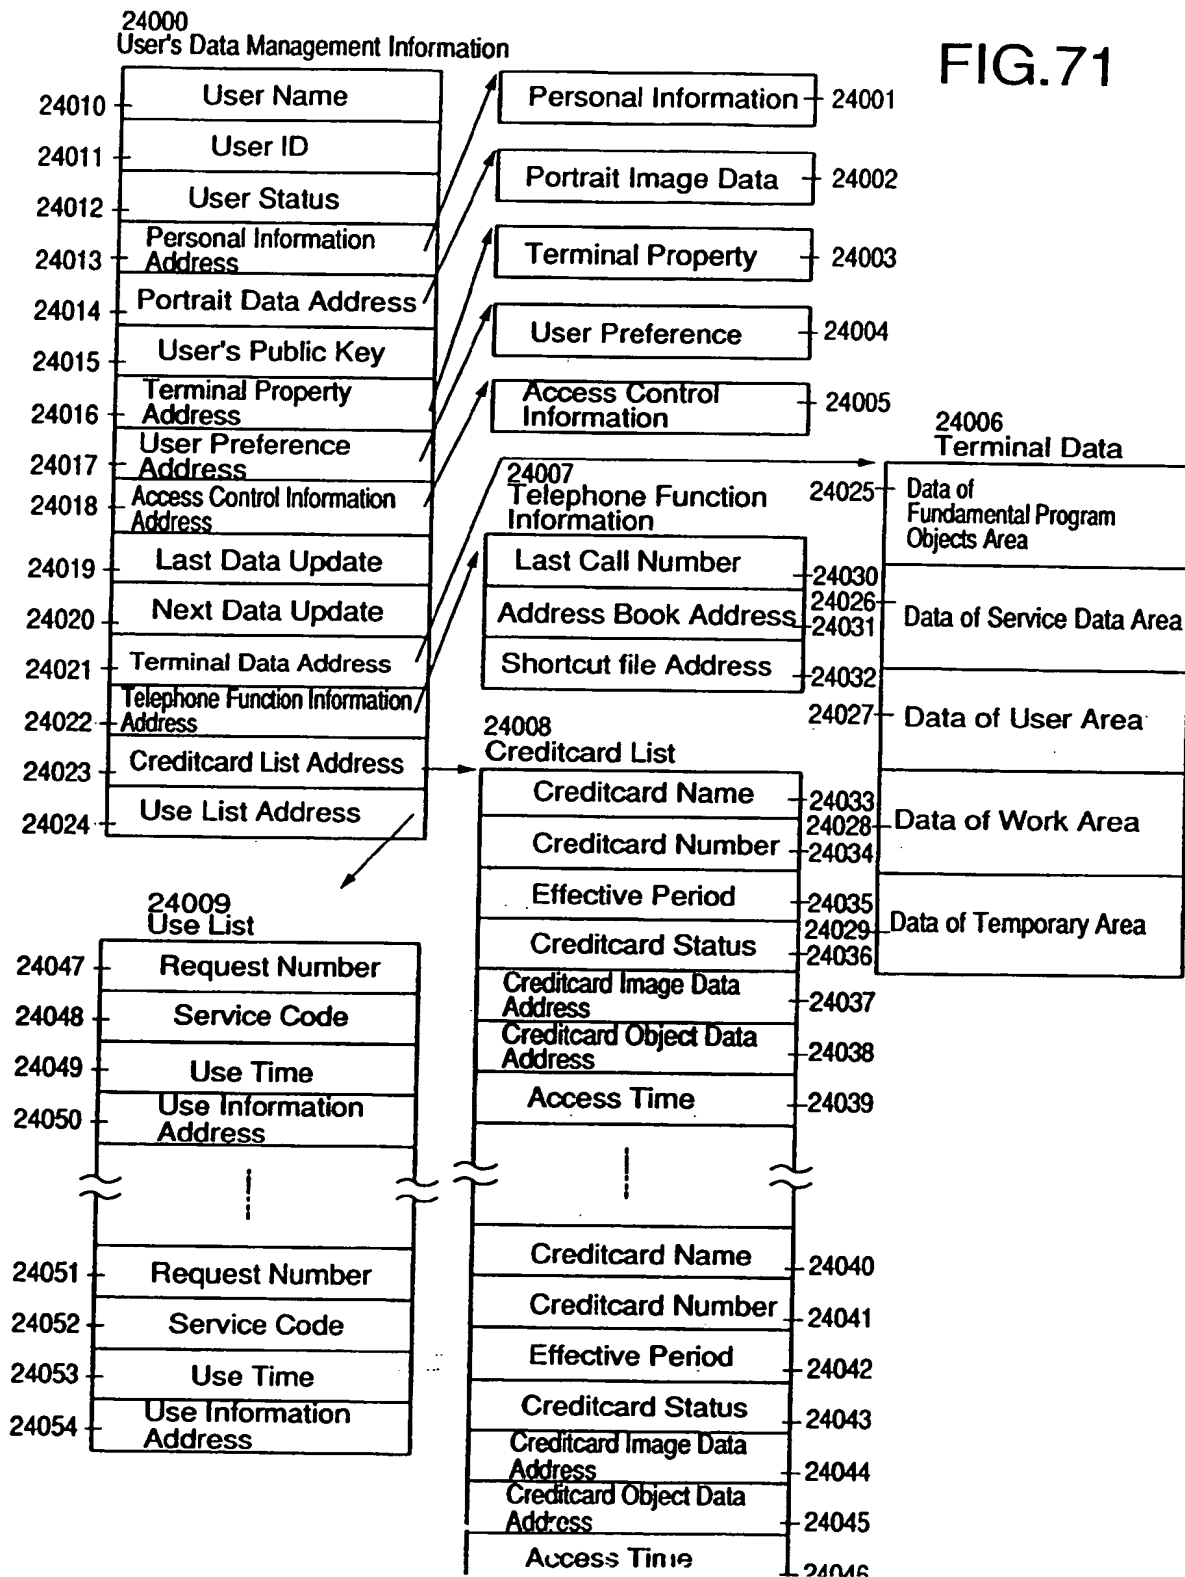 FIG.71
24000
User's Data Management Information
24010 User Name
24011 User ID
24012 User Status
24013 Personal Information
Address
24014 Portrait Data Address
24015 User's Public Key
24016 Terminal Property
Address
24017 User Preference
Address
24018 Access Control Information
Address
24019 Last Data Update
24020 Next Data Update
24021 Terminal Data Address
24022 Telephone Function Information
Address
24023 Creditcard List Address
24024 Use List Address
Personal Information 24001
Portrait Image Data 24002
Terminal Property 24003
User Preference 24004
Access Control
Information 24005
24006
Terminal Data
24025 Data of
Fundamental Program
Objects Area
24026 Data of Service Data Area
24027 Data of User Area
24028 Data of Work Area
24029 Data of Temporary Area
24007
Telephone Function
Information
Last Call Number 24030
Address Book Address 24031
Shortcut file Address 24032
24008
Creditcard List
Creditcard Name 24033
Creditcard Number 24034
Effective Period 24035
Creditcard Status 24036
Creditcard Image Data
Address 24037
Creditcard Object Data
Address 24038
Access Time 24039
Creditcard Name 24040
Creditcard Number 24041
Effective Period 24042
Creditcard Status 24043
Creditcard Image Data
Address 24044
Creditcard Object Data
Address 24045
Access Time 24046
24009
Use List
24047 Request Number
24048 Service Code
24049 Use Time
24050 Use Information
Address
24051 Request Number
24052 Service Code
24053 Use Time
24054 Use Information
Address